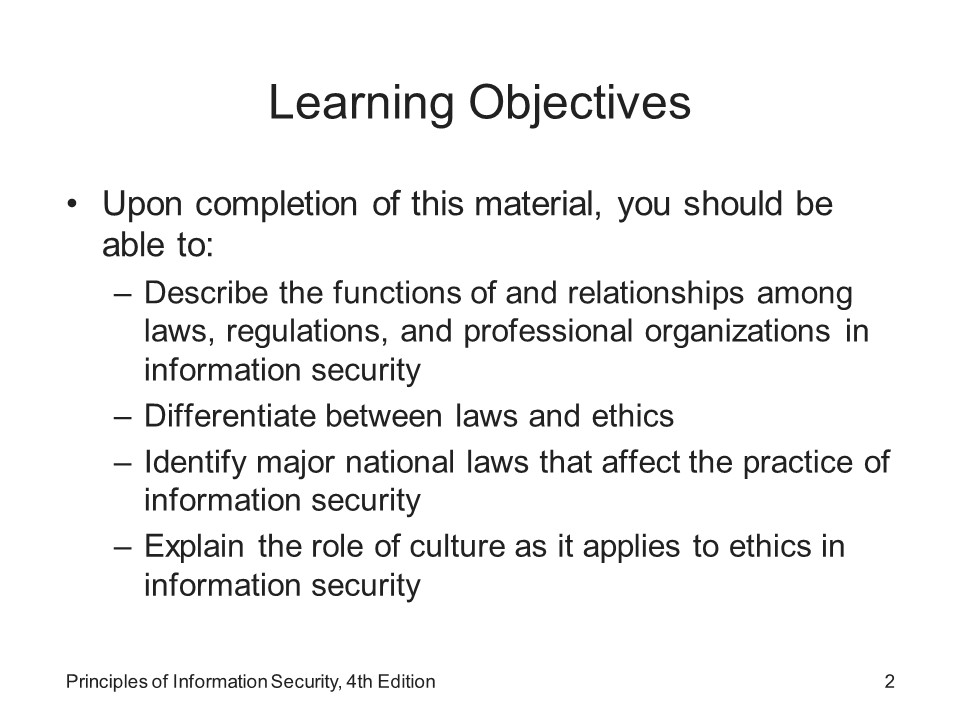 Learning Objectives
• Upon completion of this material, you should be
able to:
– Describe the functions of and relationships among
laws, regulations, and professional organizations in
information security
– Differentiate between laws and ethics
– Identify major national laws that affect the practice of
information security
– Explain the role of culture as it applies to ethics in
information security
Principles of Information Security, 4th Edition 2